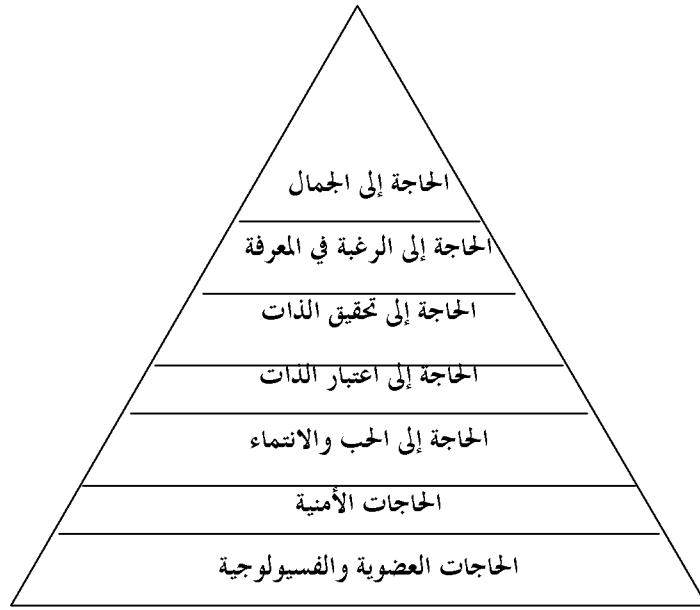 الحاجة إلى الجمال
الحاجة إلى الرغبة في المعرفة
الحاجة إلى تحقيق الذات
الحاجة إلى اعتبار الذات
الحاجة إلى الحب والانتماء
الحاجات الأمنية
الحاجات العضوية والفسيولوجية